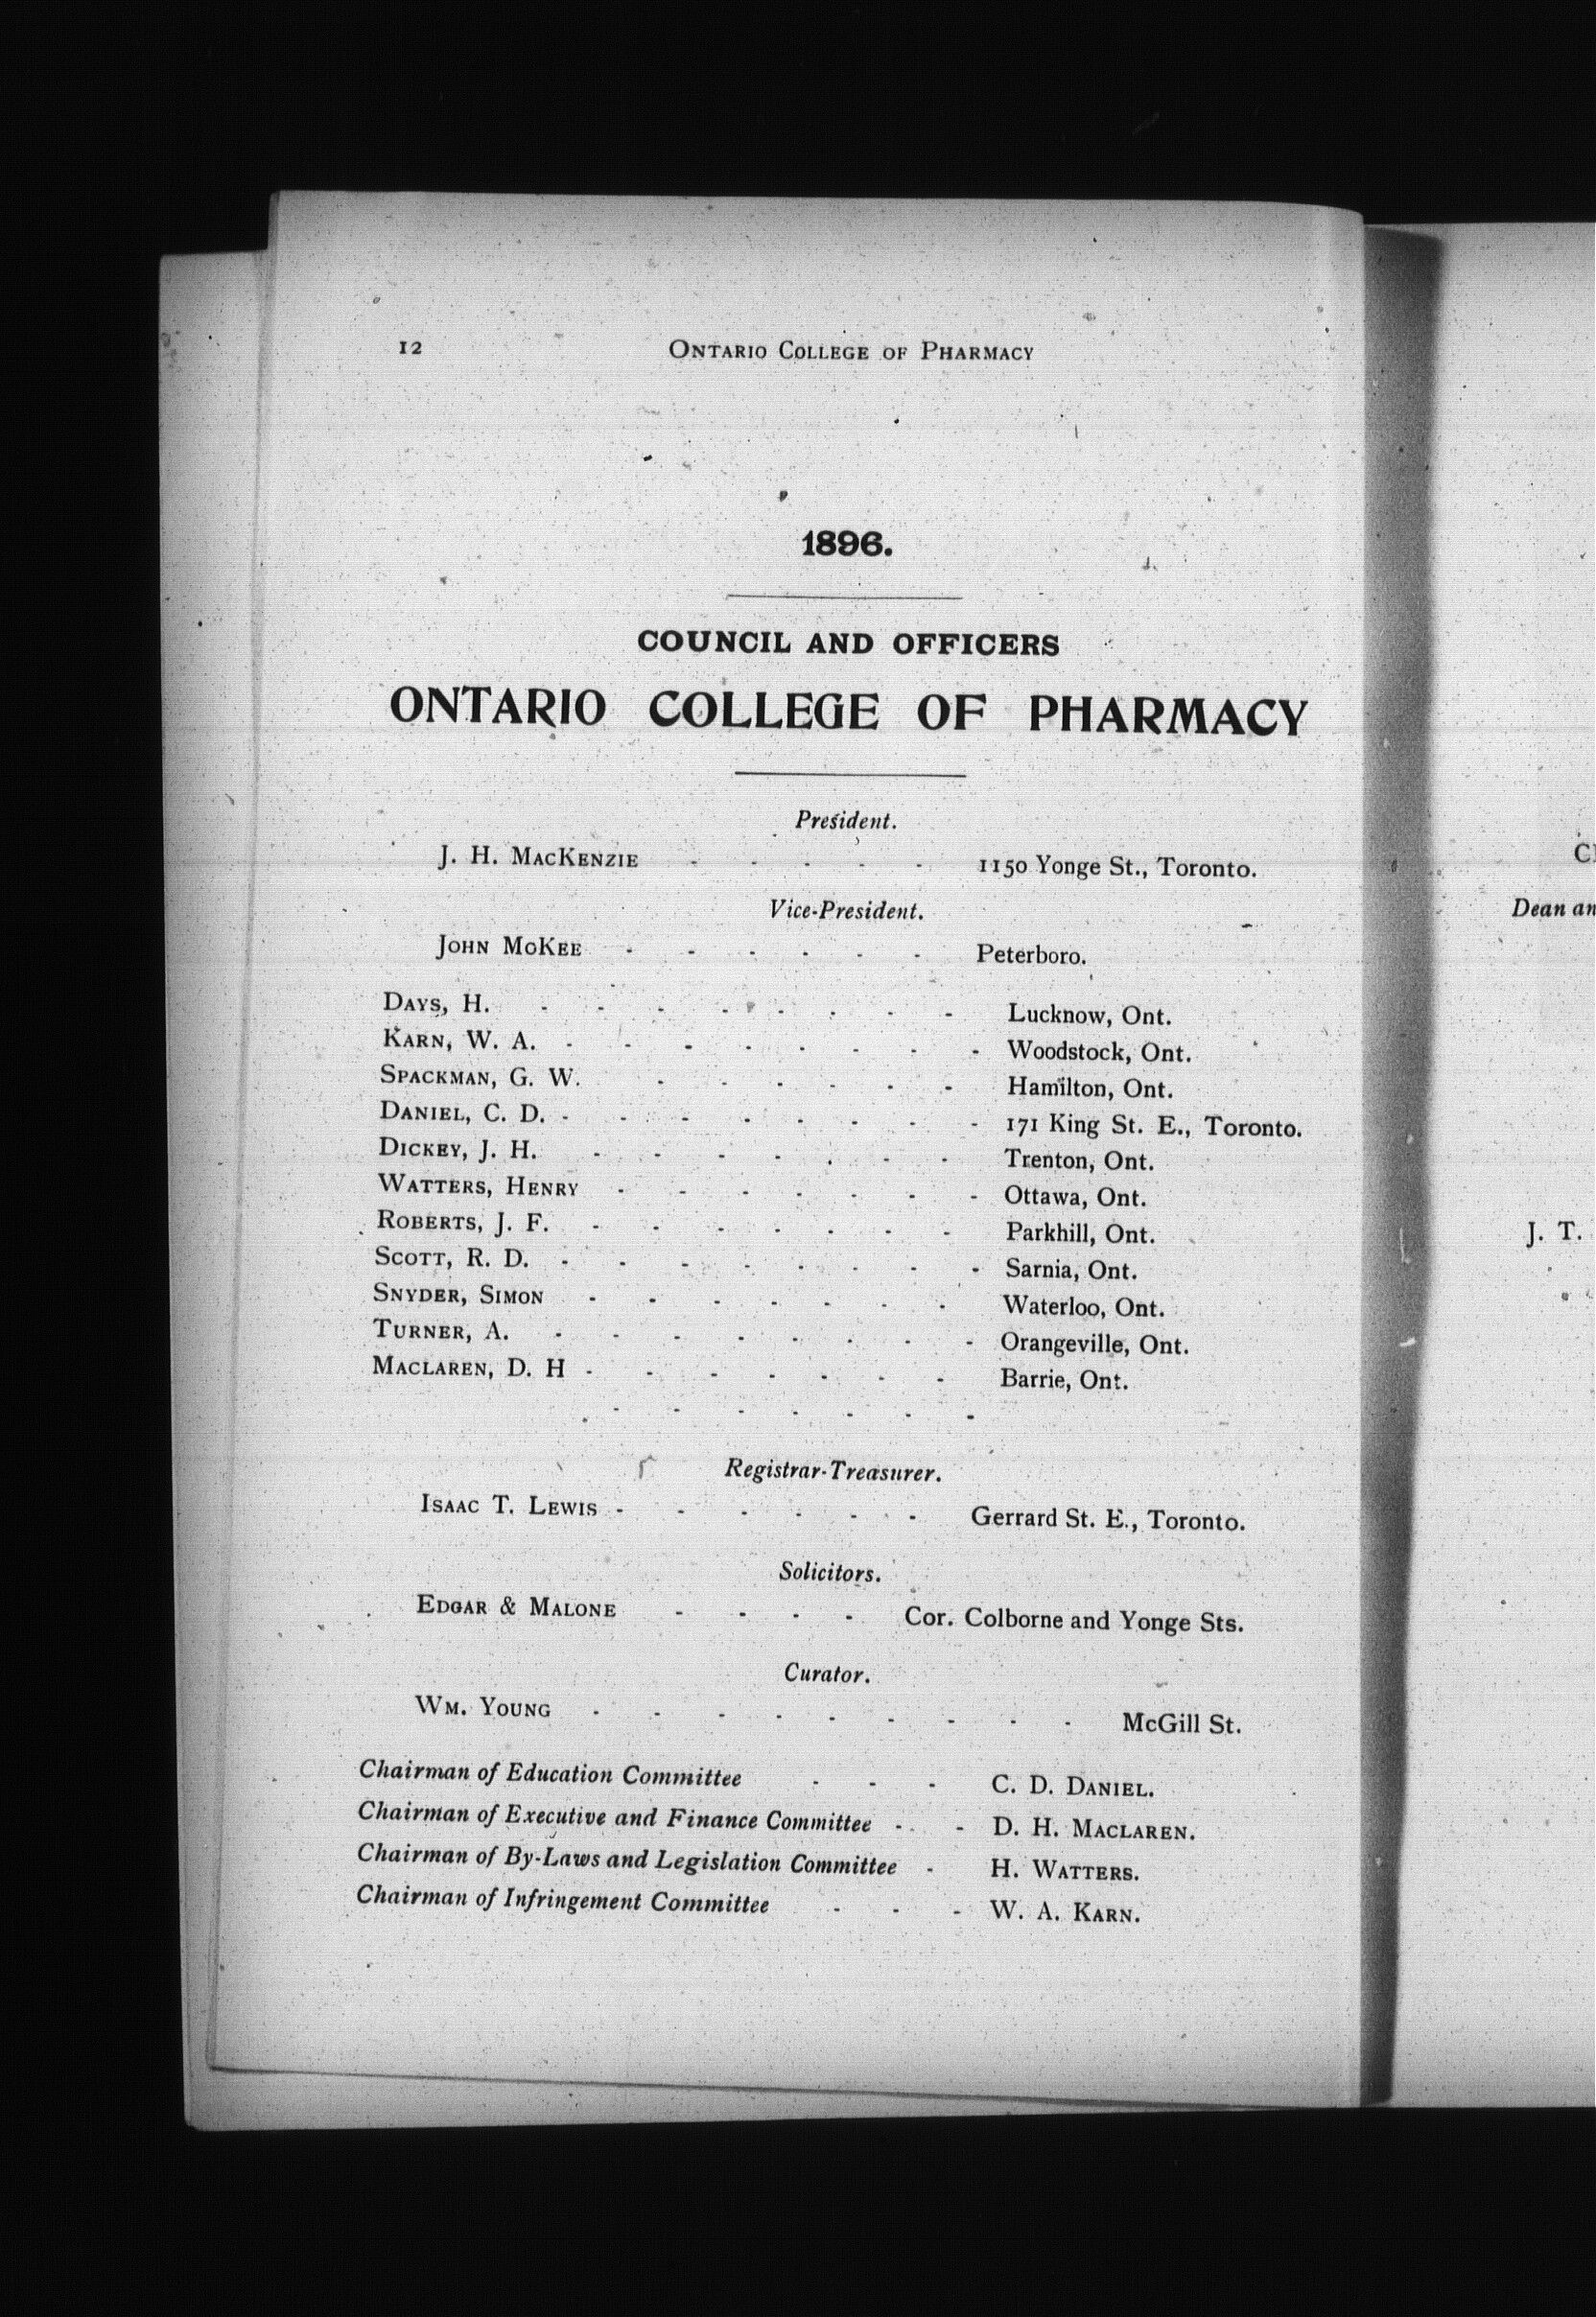 12 ONTARIO COLLEGE OF PHARMACY
1896.
COUNCIL AND OFFICERS
ONTARIO COLLEGE OF PHARMACY
President.
J. H. MACKENZIE - - - - - 1150 Yonge St., Toronto.
Vice-President.
JOHN MCKEE - - - - - - Peterboro.
DAYS, H. - - - - - - - - Lucknow, Ont.
KARN, W. A. - - - - - - - - Woodstock, Ont.
SPACKMAN, G. W. - - - - - - Hamilton, Ont.
DANIEL, C. D. - - - - - - - - 171 King St. E., Toronto.
DICKEY, J. H. - - - - - - - Trenton, Ont.
WATTERS, HENRY - - - - - - - Ottawa, Ont.
ROBERTS, J. F. - - - - - - - Parkhill, Ont.
SCOTT, R. D. - - - - - - - - Sarnia, Ont.
SNYDER, SIMON - - - - - - - Waterloo, Ont.
TURNER, A. - - - - - - - - Orangeville, Ont.
MACLAREN, D. H - - - - - - - Barrie, Ont.
- - - - - - -
Registrar-Treasurer.
ISAAC T. LEWIS - - - - - - Gerrard St. E., Toronto.
Solicitors.
EDGAR & MALONE - - - - Cor. Colborne and Yonge Sts.
Curator.
WM. YOUNG - - - - - - - - - McGill St.
Chairman of Education Committee - - - C. D. DANIEL.
Chairman of Executive and Finance Committee - - D. H. MACLAREN.
Chairman of By-Laws and Legislation Committee - H. WATTERS.
Chairman of Infringement Committee - - - W. A. KARN.
Dean an
J. T.